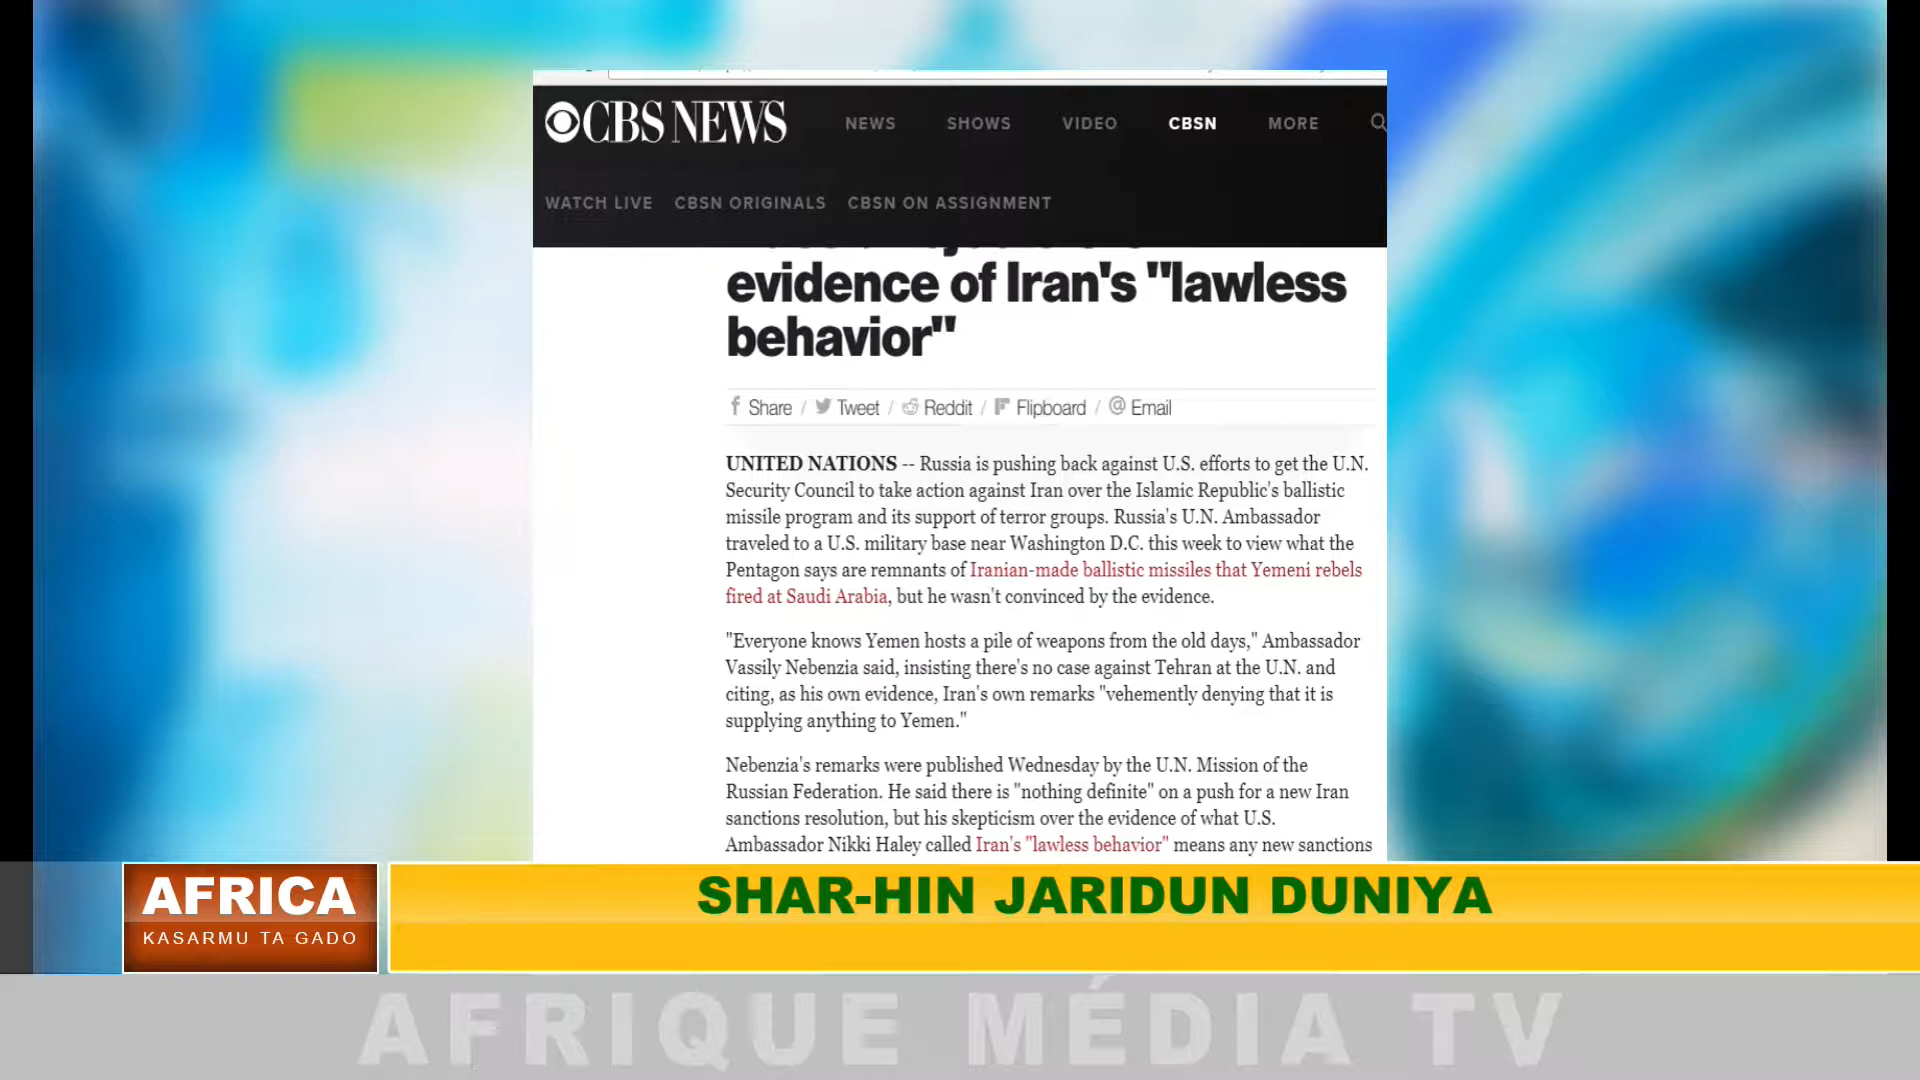 CBS NEWS
NEWS SHOWS VIDEO CBSN MORE
WATCH LIVE CBSN ORIGINALS CBSN ON ASSIGNMENT
evidence of Iran's "lawless
behavior"
Share / Tweet / Reddit / Flipboard / Email
UNITED NATIONS -- Russia is pushing back against U.S. efforts to get the U.N.
Security Council to take action against Iran over the Islamic Republic's ballistic
missile program and its support of terror groups. Russia's U.N. Ambassador
traveled to a U.S. military base near Washington D.C. this week to view what the
Pentagon says are remnants of Iranian-made ballistic missiles that Yemeni rebels
fired at Saudi Arabia, but he wasn't convinced by the evidence.
"Everyone knows Yemen hosts a pile of weapons from the old days," Ambassador
Vassily Nebenzia said, insisting there's no case against Tehran at the U.N. and
citing, as his own evidence, Iran's own remarks "vehemently denying that it is
supplying anything to Yemen."
Nebenzia's remarks were published Wednesday by the U.N. Mission of the
Russian Federation. He said there is "nothing definite" on a push for a new Iran
sanctions resolution, but his skepticism over the evidence of what U.S.
Ambassador Nikki Haley called Iran's "lawless behavior" means any new sanctions
AFRICA
KASARMU TA GADO
SHAR-HIN JARIDUN DUNIYA
AFRIQUE MÉDIA TV